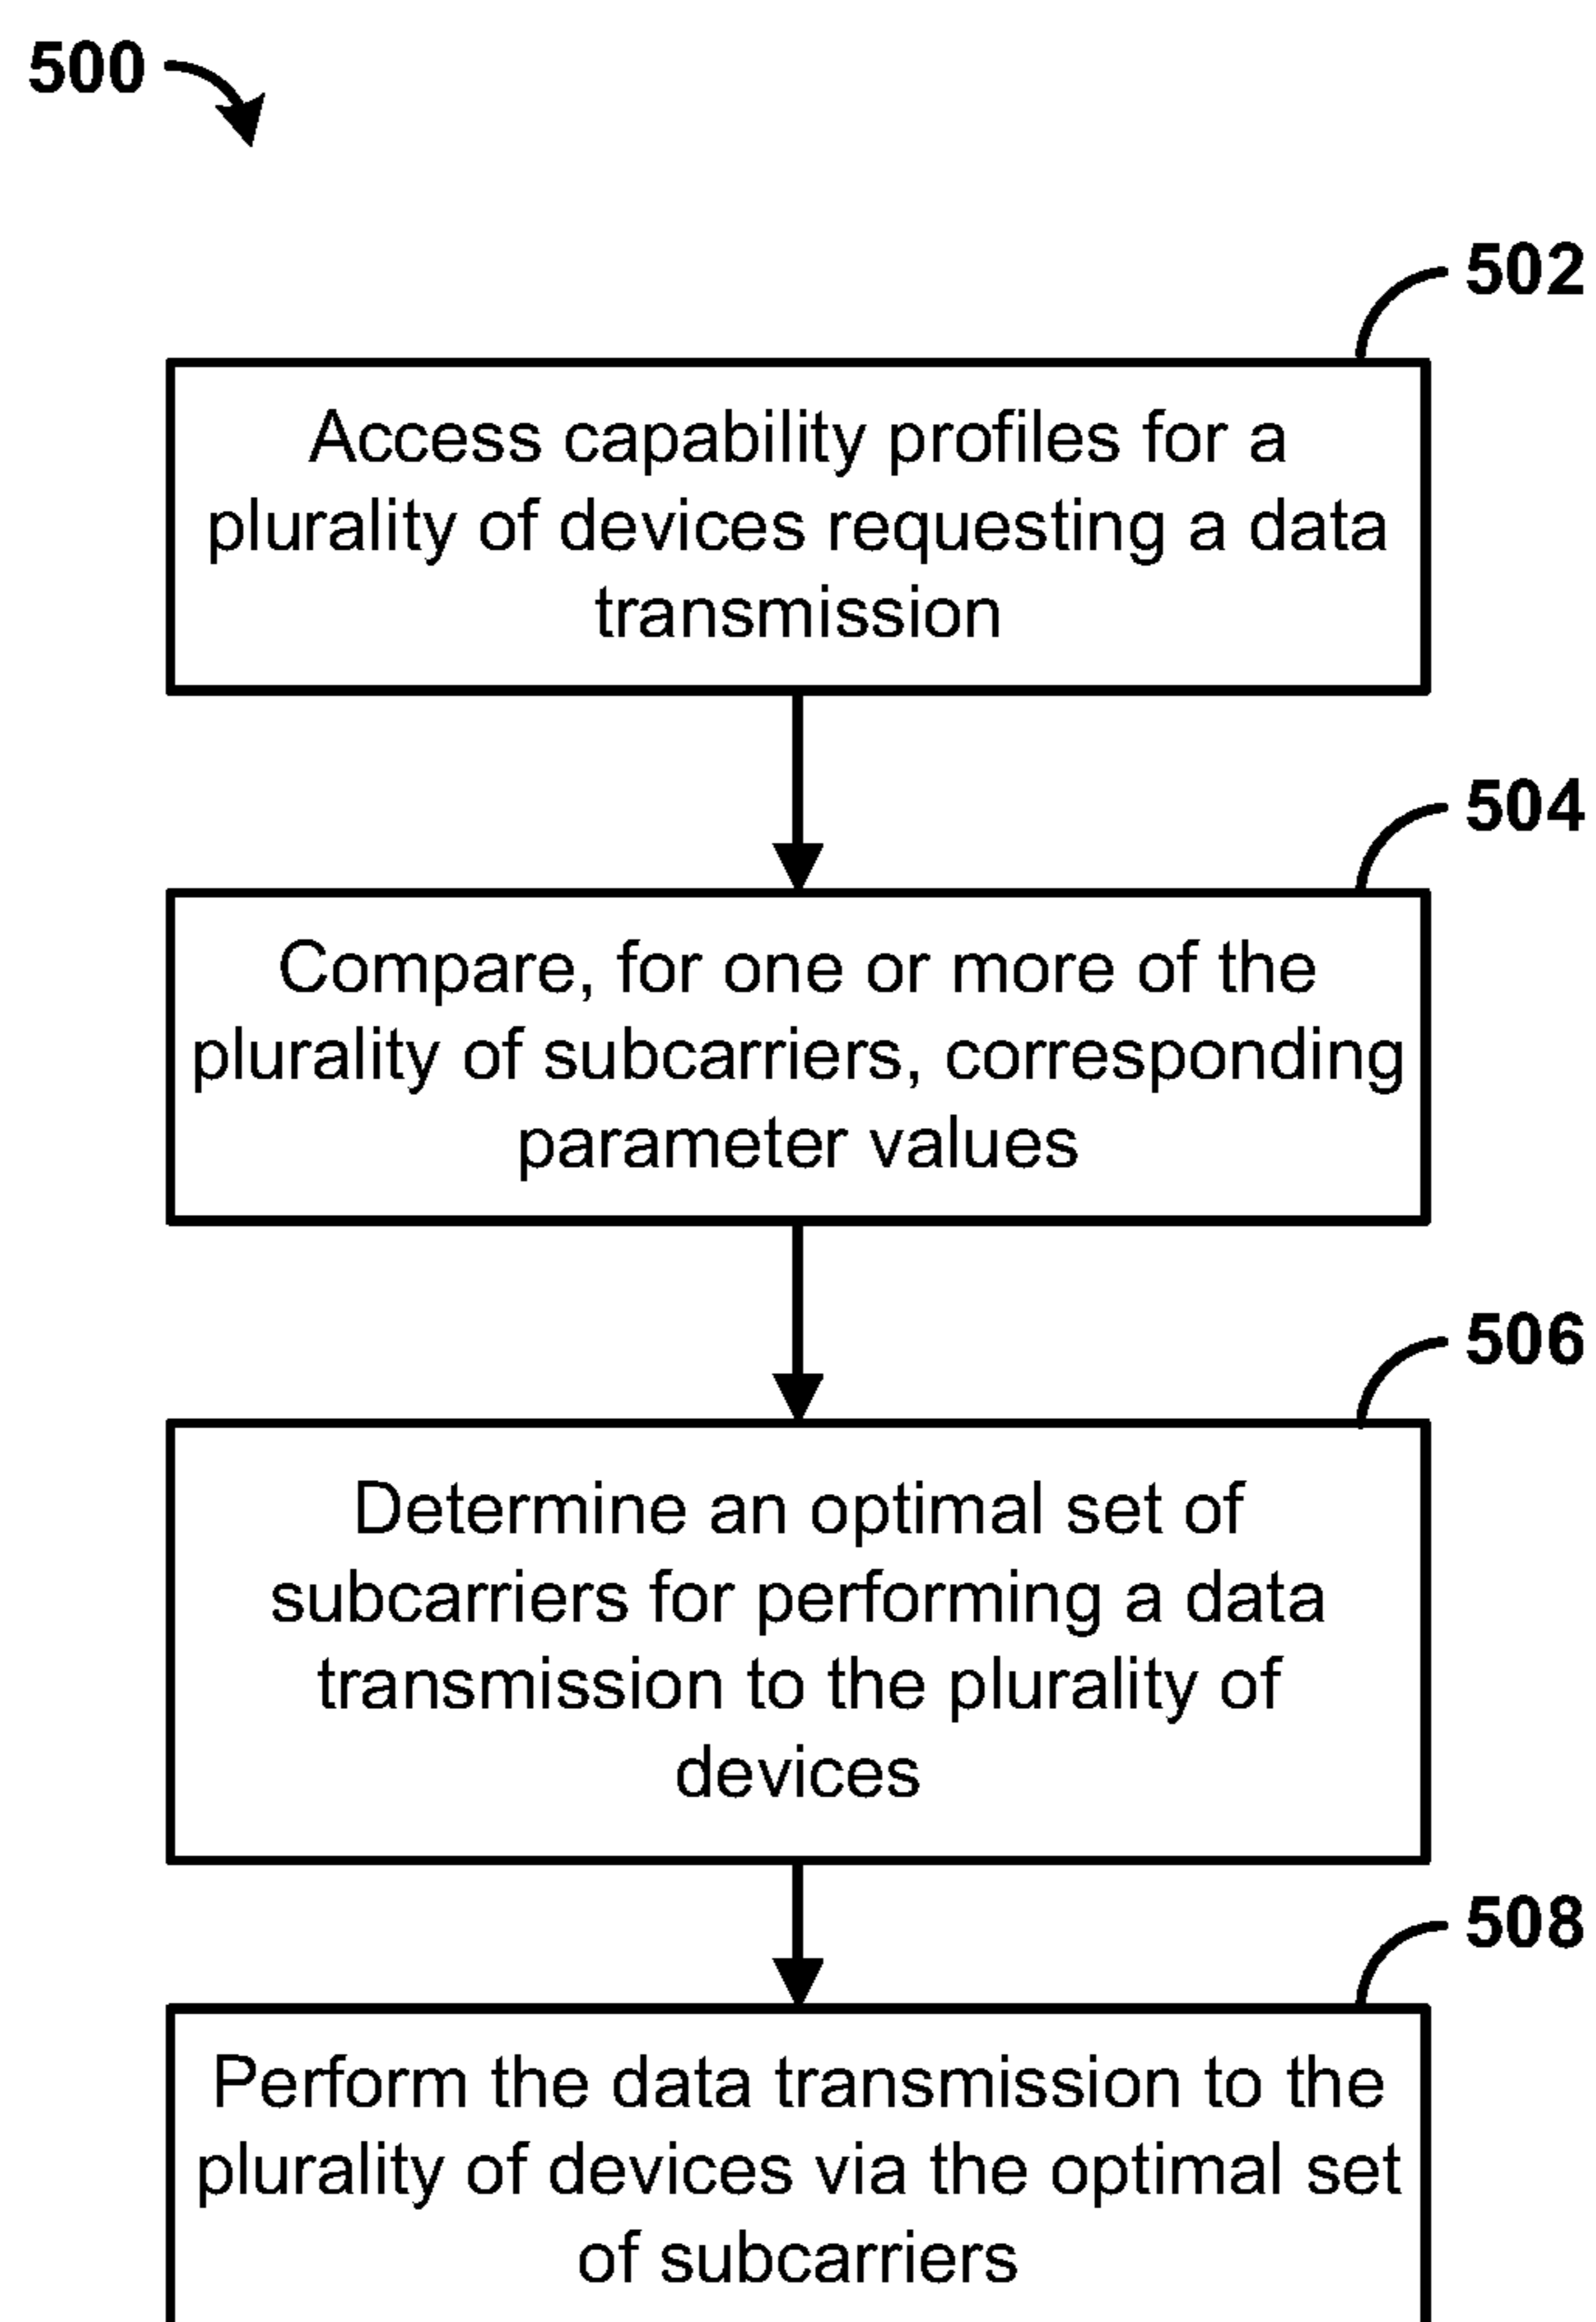 500
502
Access capability profiles for a
plurality of devices requesting a data
transmission
504
Compare, for one or more of the
plurality of subcarriers, corresponding
parameter values
506
Determine an optimal set of
subcarriers for performing a data
transmission to the plurality of
devices
508
Perform the data transmission to the
plurality of devices via the optimal set
of subcarriers